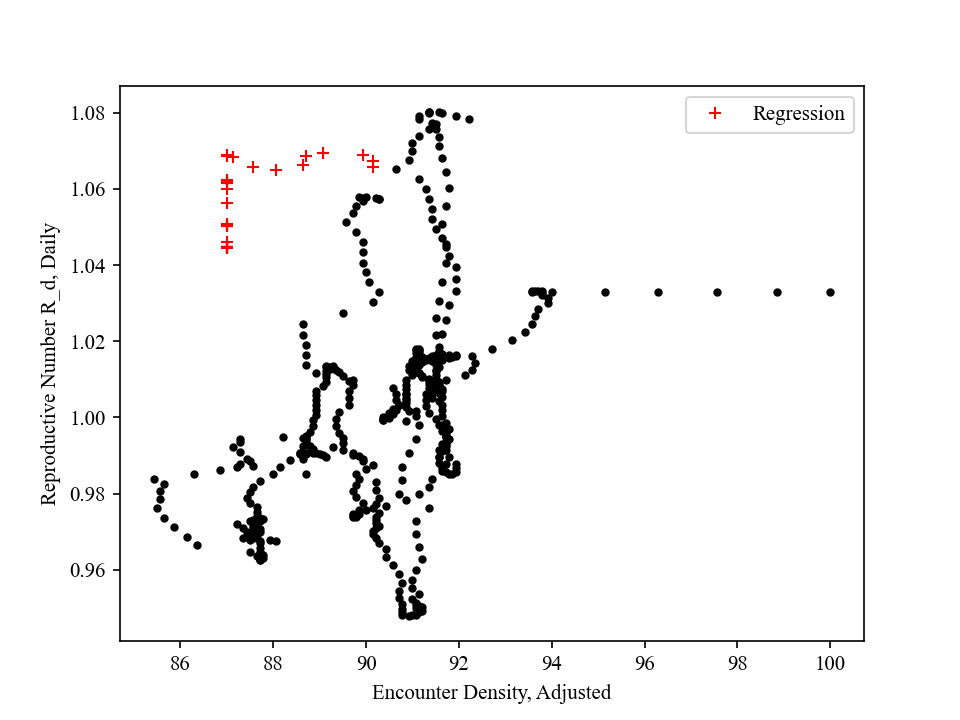 Regression
1.08
1.06
1.04
1.02
1.00
0.98
0.96
Reproductive Number R_d, Daily
86 88 90 92 94 96 98 100
Encounter Density, Adjusted